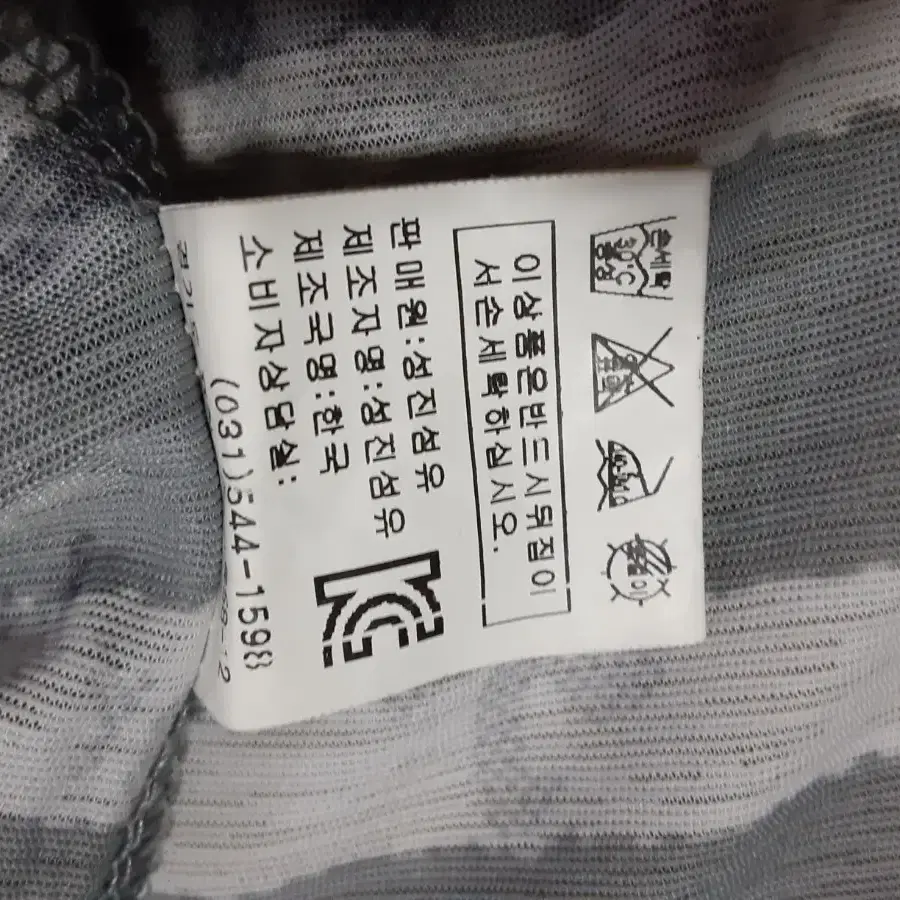 손세탁
30℃
중성
이상품은반드시뒤집어
서손세탁하십시오.
판매원:성진섬유
제조자명:성진섬유
제조국명:한국
소비자상담실:
(031)544-1598